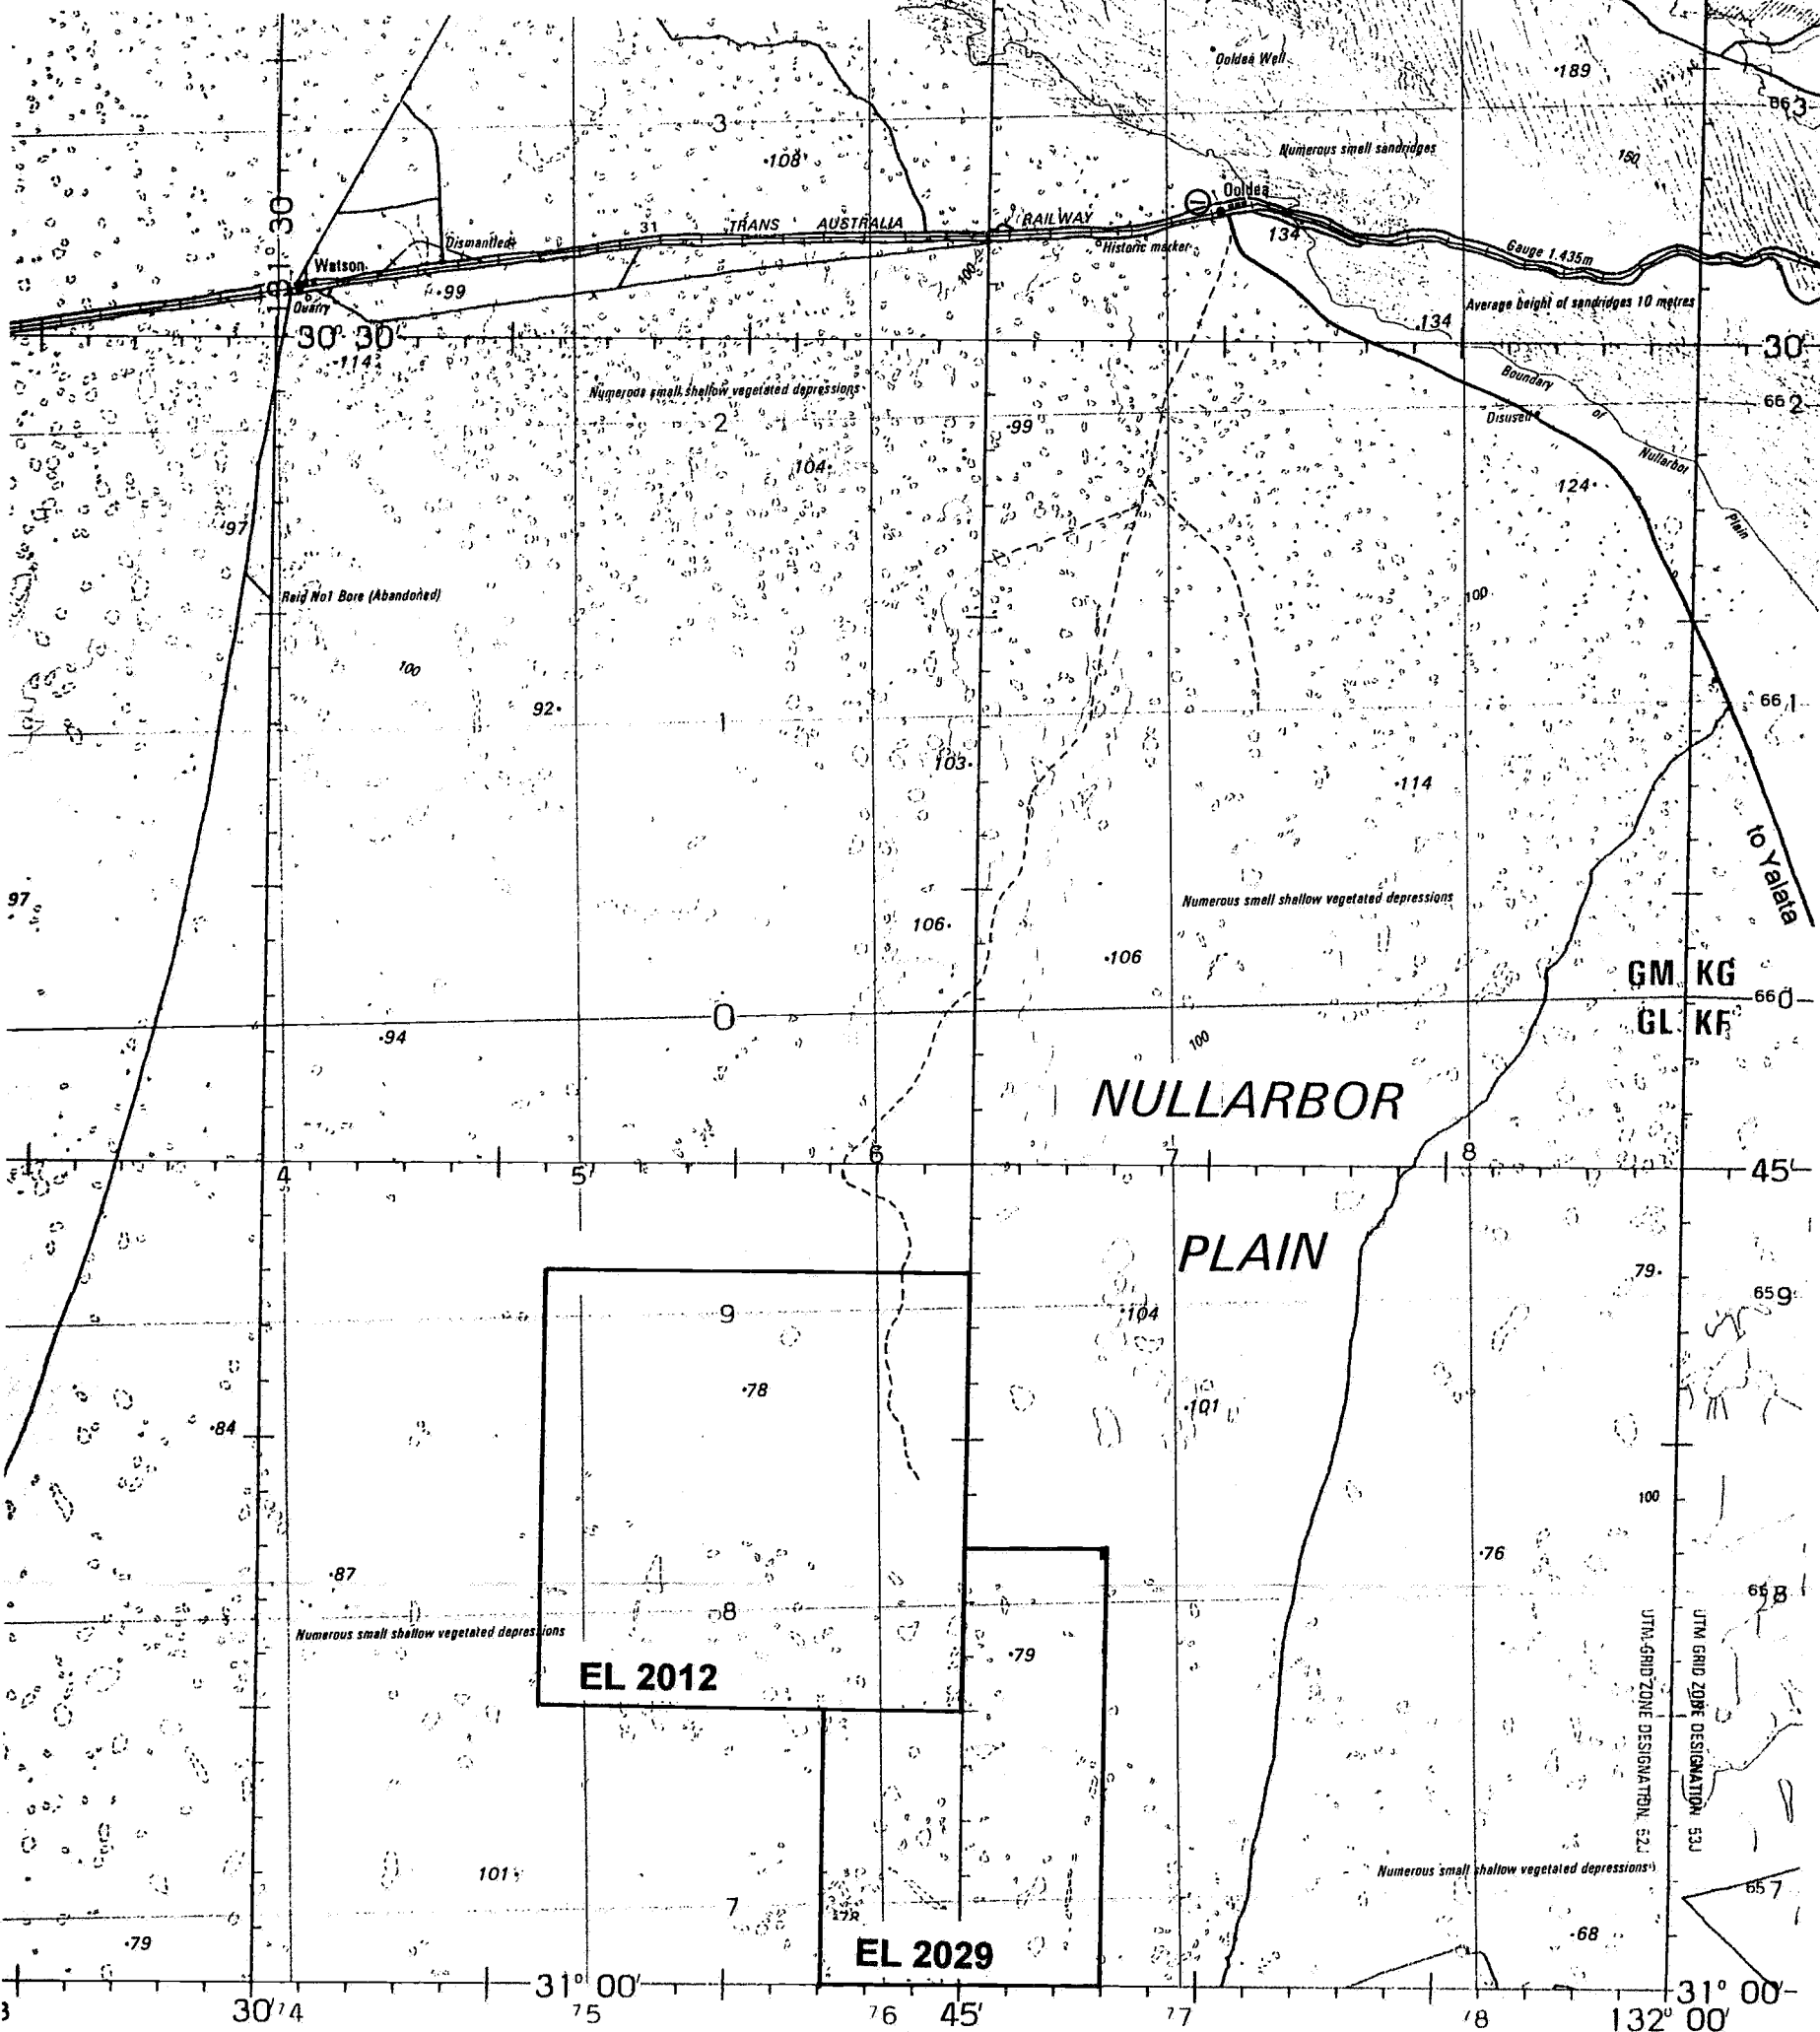 Ooldea Well
189
663
3
108
Numerous small sandridges
150
Ooldea
30'
31
TRANS AUSTRALIA RAILWAY
Historic marker
134
Dismantled
Gauge 1.435m
Watson
131°
99
100
Quarry
Average height of sandridges 10 metres
30° 30'
134
30'
114
Numerous small shallow vegetated depressions
Boundary of Nullarbor Plain
662
2
99
Disused
104
124
97
Reid No1 Bore (Abandoned)
100
100
92
1
661
103
114
to Yalata
97
Numerous small shallow vegetated depressions
106
106
GM KG
660
0
GL KF
94
100
NULLARBOR
4
5
6
7
8
45'
PLAIN
79
9
104
659
78
101
84
100
87
76
8
658
Numerous small shallow vegetated depressions
79
EL 2012
UTM GRID ZONE DESIGNATION 52J
UTM GRID ZONE DESIGNATION 53J
101
Numerous small shallow vegetated depressions
7
657
78
79
EL 2029
68
31° 00'
31° 00'
3
30'
74
75
76
45'
77
78
132° 00'